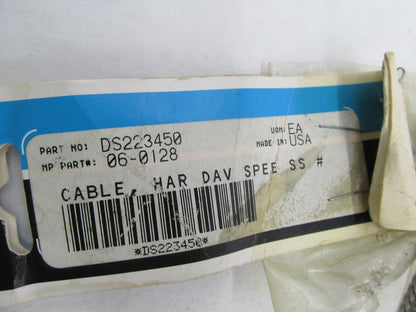 PART NO: DS223450 UOM: EA
MP PART#: 06-0128 MADE IN: USA
CABLE, HAR DAV SPEE SS #
*DS223450*